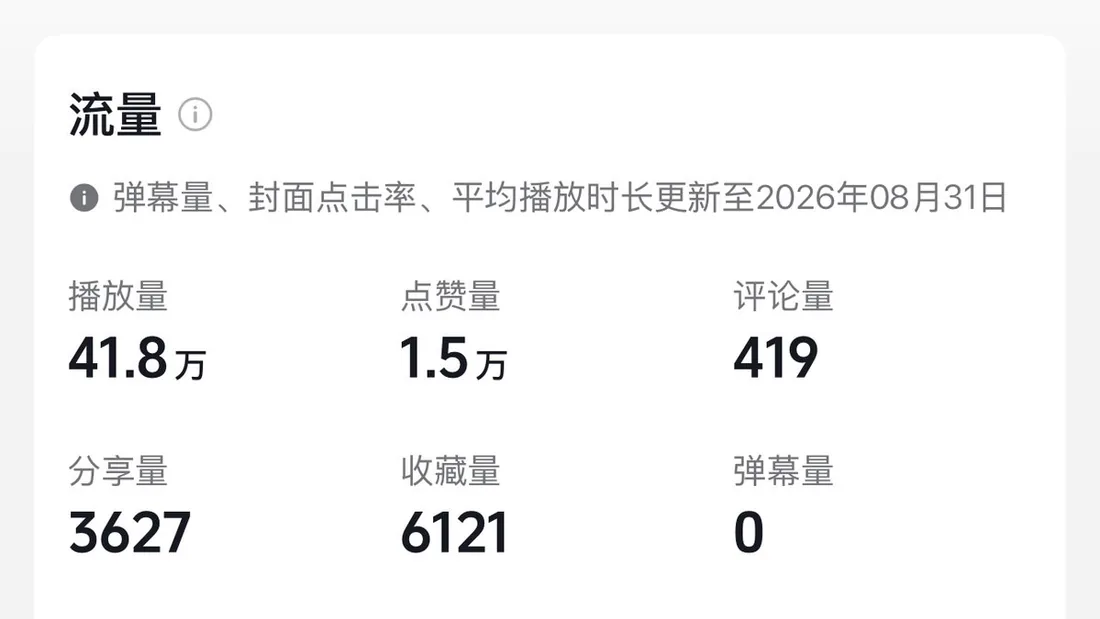 流量
弹幕量、封面点击率、平均播放时长更新至2026年08月31日
播放量 点赞量 评论量
41.8万 1.5万 419
分享量 收藏量 弹幕量
3627 6121 0